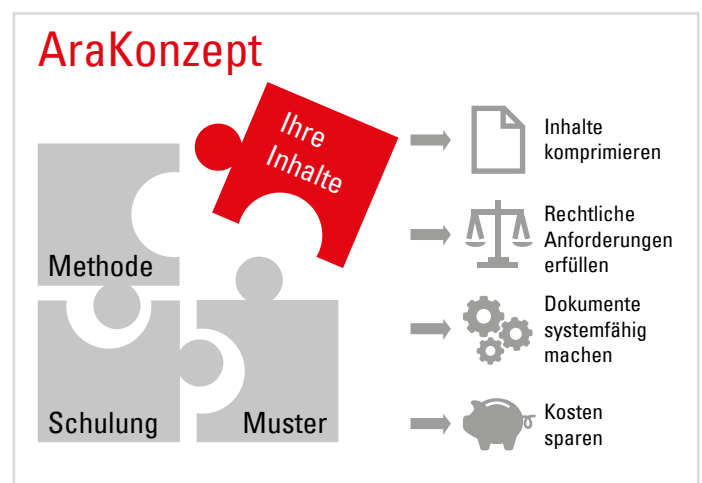 AraKonzept
Ihre
Inhalte
Methode
Schulung
Muster
Inhalte
komprimieren
Rechtliche
Anforderungen
erfüllen
Dokumente
systemfähig
machen
Kosten
sparen